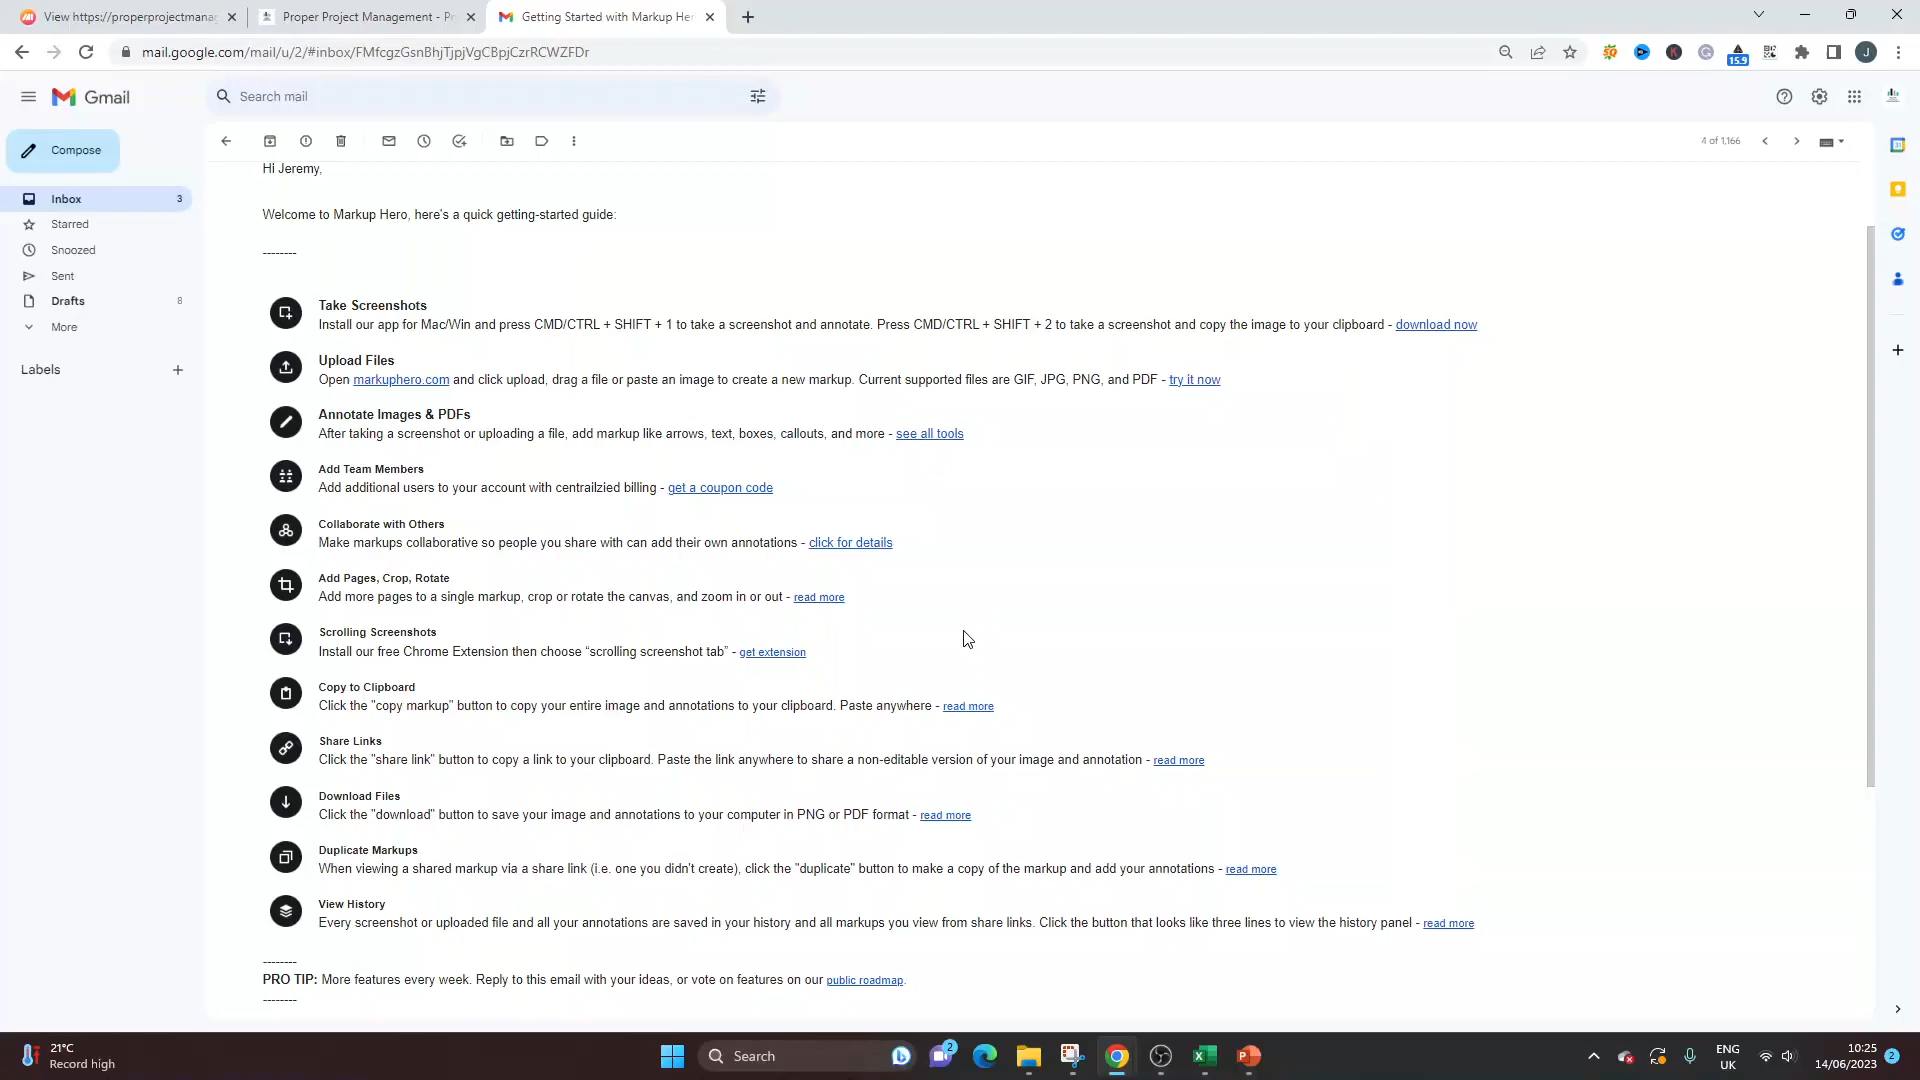 View https://properprojectmana
Proper Project Management - Pr
Getting Started with Markup Her
mail.google.com/mail/u/2/#inbox/FMfcgzGsnBhjTjpjVgCBpjCzrRCWZFDr
15.9
J
Gmail
Search mail
Compose
4 of 1,166
Inbox 3
Starred
Snoozed
Sent
Drafts 8
More
Labels
Hi Jeremy,
Welcome to Markup Hero, here's a quick getting-started guide:
--------
Take Screenshots
Install our app for Mac/Win and press CMD/CTRL + SHIFT + 1 to take a screenshot and annotate. Press CMD/CTRL + SHIFT + 2 to take a screenshot and copy the image to your clipboard - download now
Upload Files
Open markuphero.com and click upload, drag a file or paste an image to create a new markup. Current supported files are GIF, JPG, PNG, and PDF - try it now
Annotate Images & PDFs
After taking a screenshot or uploading a file, add markup like arrows, text, boxes, callouts, and more - see all tools
Add Team Members
Add additional users to your account with centrailzied billing - get a coupon code
Collaborate with Others
Make markups collaborative so people you share with can add their own annotations - click for details
Add Pages, Crop, Rotate
Add more pages to a single markup, crop or rotate the canvas, and zoom in or out - read more
Scrolling Screenshots
Install our free Chrome Extension then choose “scrolling screenshot tab” - get extension
Copy to Clipboard
Click the "copy markup" button to copy your entire image and annotations to your clipboard. Paste anywhere - read more
Share Links
Click the "share link" button to copy a link to your clipboard. Paste the link anywhere to share a non-editable version of your image and annotation - read more
Download Files
Click the "download" button to save your image and annotations to your computer in PNG or PDF format - read more
Duplicate Markups
When viewing a shared markup via a share link (i.e. one you didn't create), click the "duplicate" button to make a copy of the markup and add your annotations - read more
View History
Every screenshot or uploaded file and all your annotations are saved in your history and all markups you view from share links. Click the button that looks like three lines to view the history panel - read more
--------
PRO TIP: More features every week. Reply to this email with your ideas, or vote on features on our public roadmap.
--------
21°C
Record high
Search
2
ENG
UK
10:25
14/06/2023
2